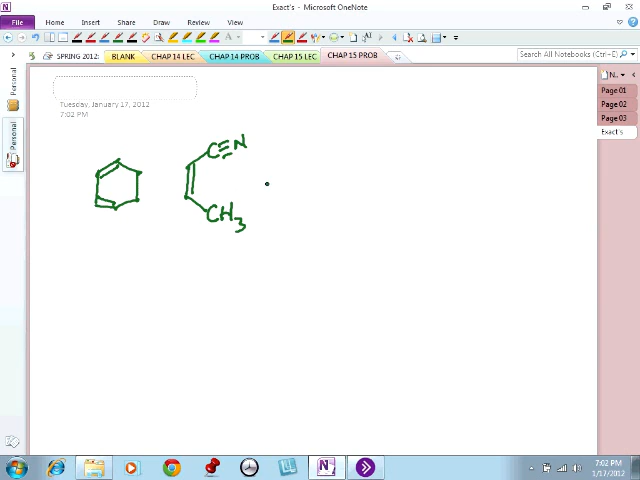 Exact's - Microsoft OneNote
File Home Insert Share Draw Review View
SPRING 2012: BLANK CHAP 14 LEC CHAP 14 PROB CHAP 15 LEC CHAP 15 PROB
Search All Notebooks (Ctrl+E)
Personal
Personal
N..
Page 01
Page 02
Page 03
Exact's
Tuesday, January 17, 2012
7:02 PM
C≡N
CH3
7:02 PM
1/17/2012